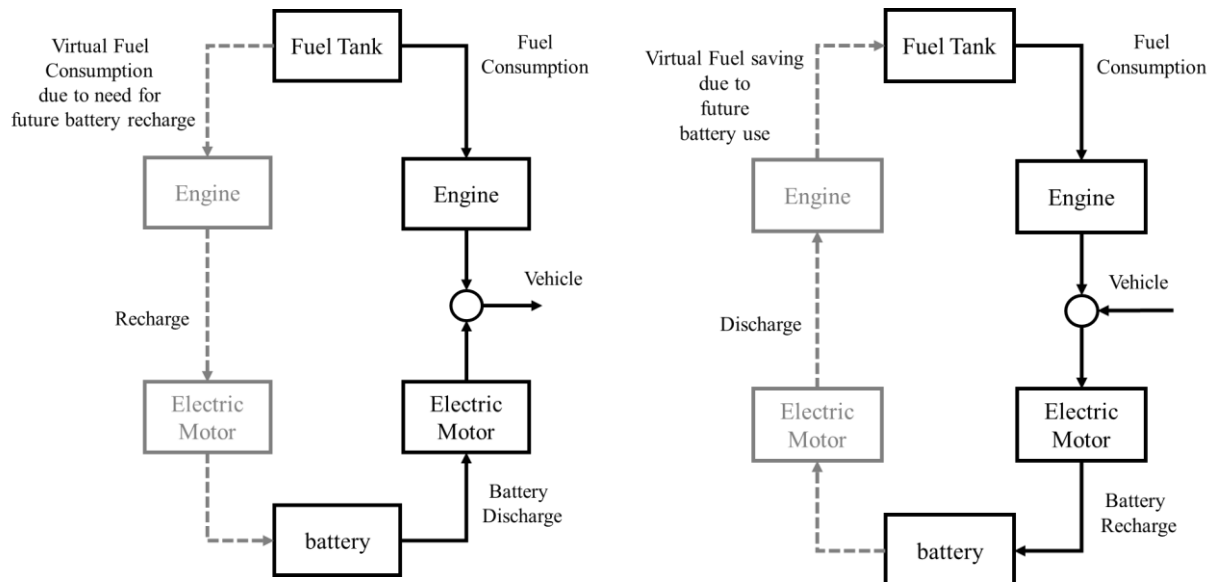 Virtual Fuel
Consumption
due to need for
future battery recharge
Fuel Tank
Fuel
Consumption
Engine
Engine
Vehicle
Recharge
Electric
Motor
Electric
Motor
Battery
Discharge
battery
Virtual Fuel saving
due to
future
battery use
Fuel Tank
Fuel
Consumption
Engine
Engine
Vehicle
Discharge
Electric
Motor
Electric
Motor
Battery
Recharge
battery